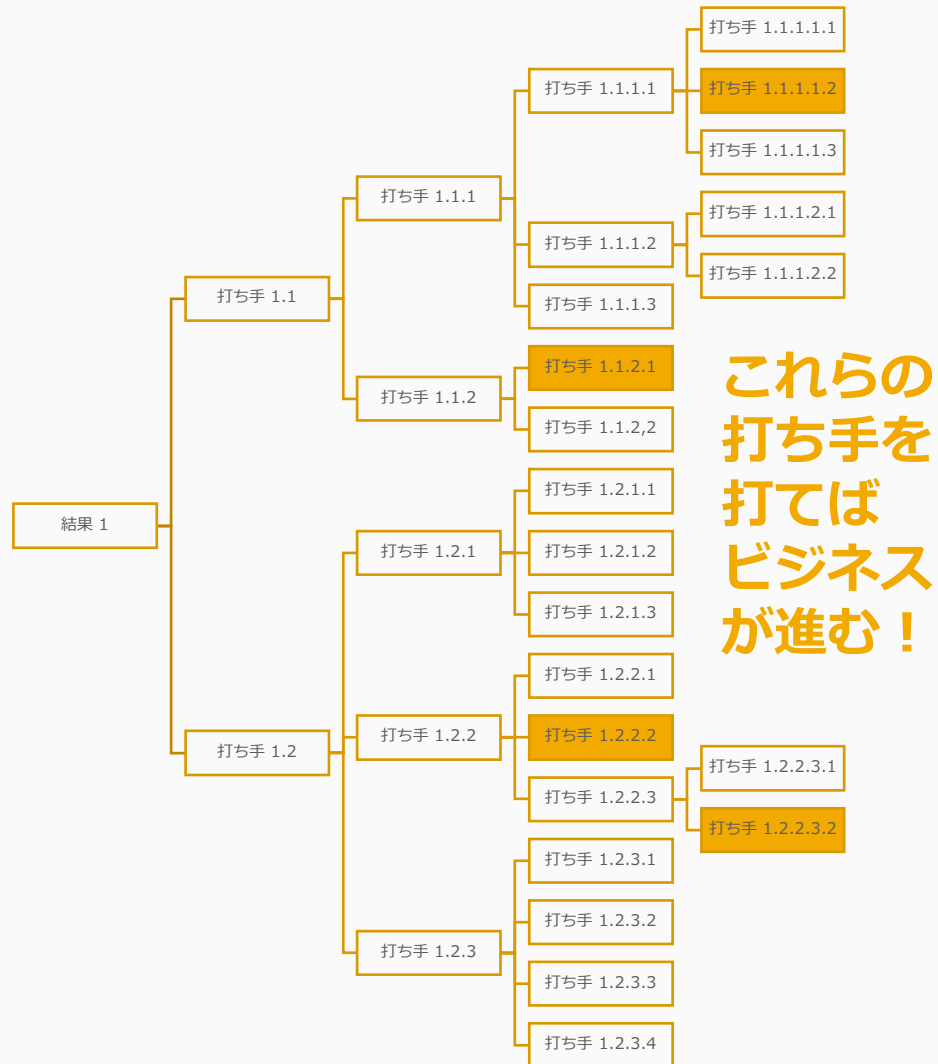 打ち手 1.1.1.1.1
打ち手 1.1.1.1
打ち手 1.1.1.1.2
打ち手 1.1.1.1.3
打ち手 1.1.1
打ち手 1.1.1.2.1
打ち手 1.1.1.2
打ち手 1.1.1.2.2
打ち手 1.1
打ち手 1.1.1.3
打ち手 1.1.2.1
打ち手 1.1.2
打ち手 1.1.2,2
これらの
打ち手を
打てば
ビジネス
が進む！
打ち手 1.2.1.1
結果 1
打ち手 1.2.1
打ち手 1.2.1.2
打ち手 1.2.1.3
打ち手 1.2.2.1
打ち手 1.2
打ち手 1.2.2
打ち手 1.2.2.2
打ち手 1.2.2.3.1
打ち手 1.2.2.3
打ち手 1.2.2.3.2
打ち手 1.2.3.1
打ち手 1.2.3.2
打ち手 1.2.3
打ち手 1.2.3.3
打ち手 1.2.3.4